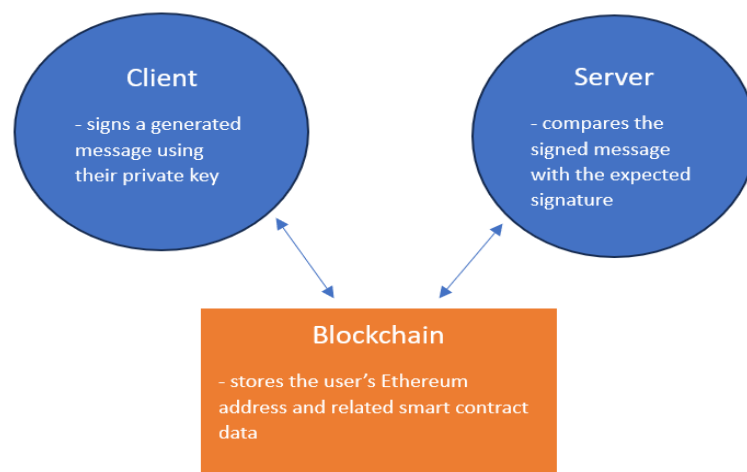 Client
- signs a generated
message using
their private key
Server
- compares the
signed message
with the expected
signature
Blockchain
- stores the user's Ethereum
address and related smart contract
data